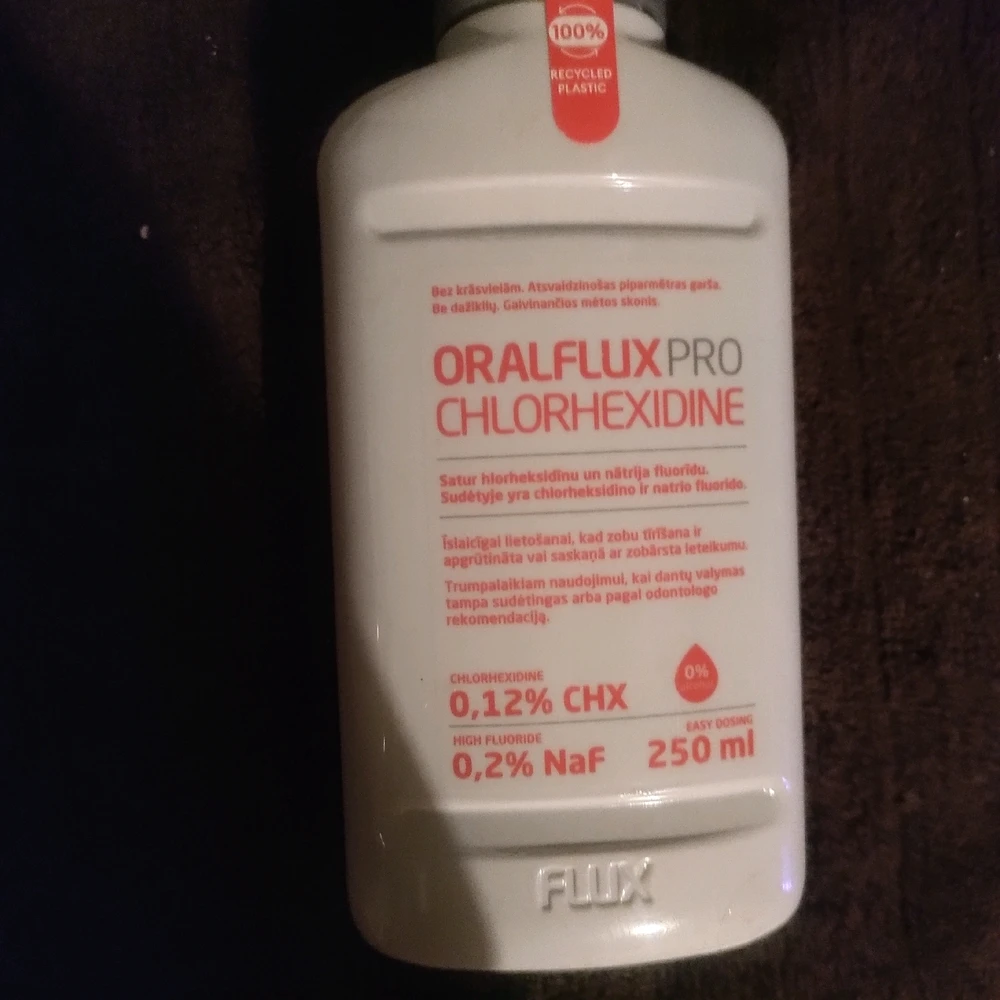 100%
RECYCLED
PLASTIC
Bez krāsvielām. Atsvaidzinošas piparmētras garša.
Be dažiklių. Gaivinančios mėtos skonis.
ORALFLUX PRO
CHLORHEXIDINE
Satur hlorheksidīnu un nātrija fluorīdu.
Sudėtyje yra chlorheksidino ir natrio fluorido.
Īslaicīgai lietošanai, kad zobu tīrīšana ir
apgrūtināta vai saskaņā ar zobārsta ieteikumu.
Trumpalaikiam naudojimui, kai dantų valymas
tampa sudėtingas arba pagal odontologo
rekomendaciją.
CHLORHEXIDINE
0,12% CHX
0%
HIGH FLUORIDE
0,2% NaF
EASY DOSING
250 ml
FLUX